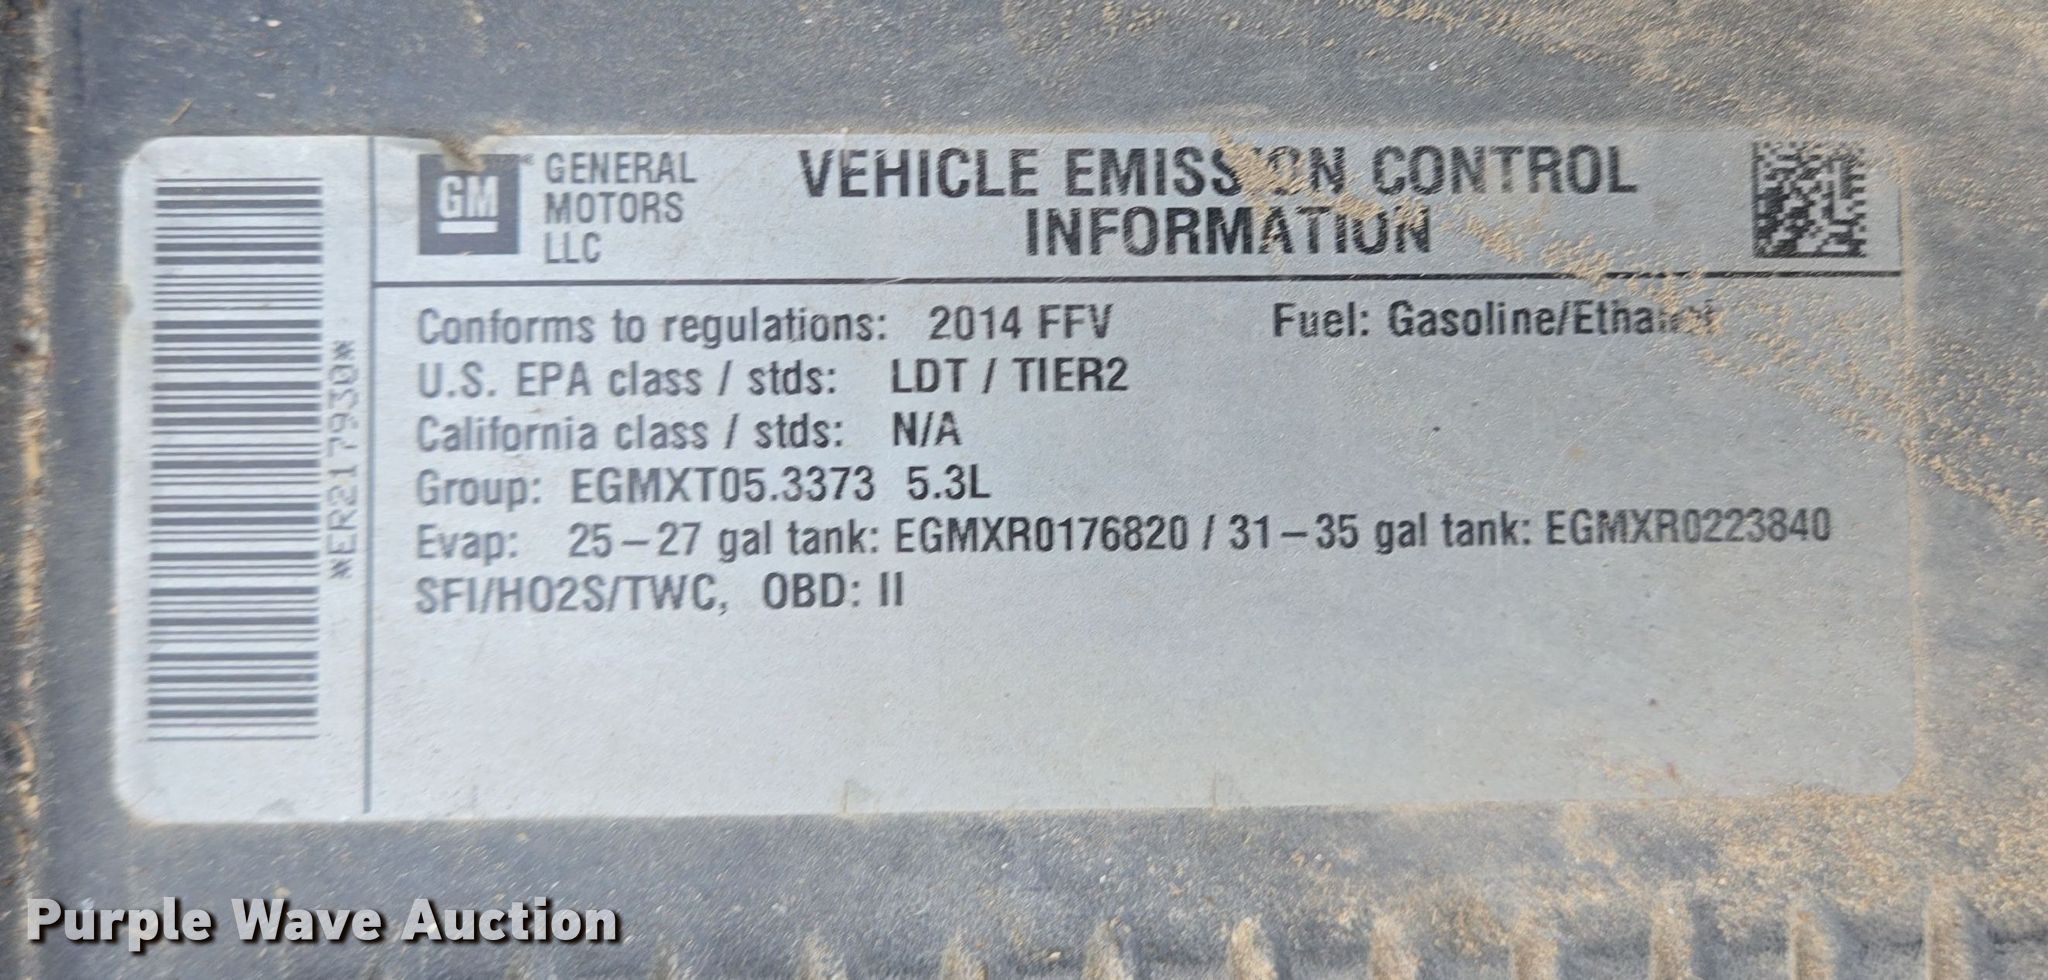 GM® GENERAL MOTORS LLC
VEHICLE EMISSION CONTROL
INFORMATION
Conforms to regulations: 2014 FFV Fuel: Gasoline/Ethanol
U.S. EPA class / stds: LDT / TIER2
California class / stds: N/A
Group: EGMXT05.3373 5.3L
Evap: 25–27 gal tank: EGMXR0176820 / 31–35 gal tank: EGMXR0223840
SFI/HO2S/TWC, OBD: II
*ER217930*
Purple Wave Auction